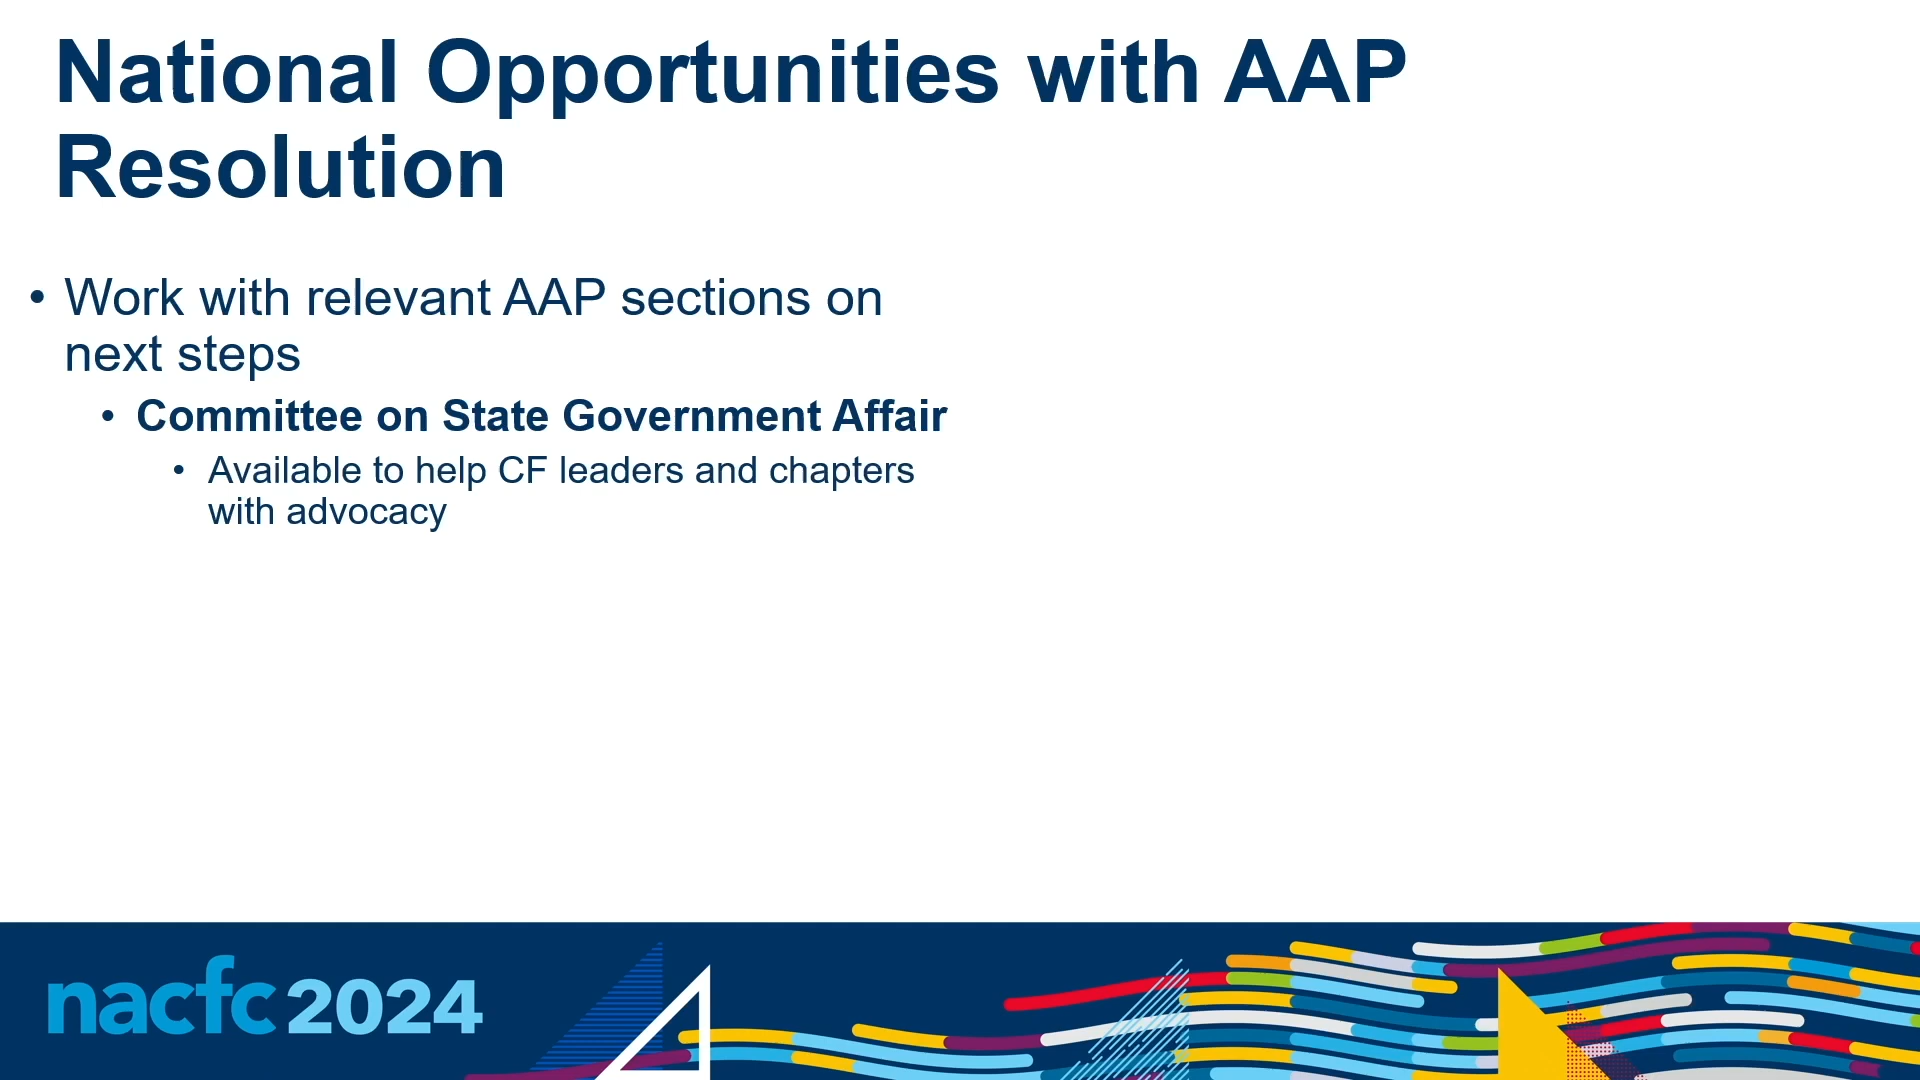 National Opportunities with AAP
Resolution
• Work with relevant AAP sections on
next steps
• Committee on State Government Affair
• Available to help CF leaders and chapters
with advocacy
nacfc 2024